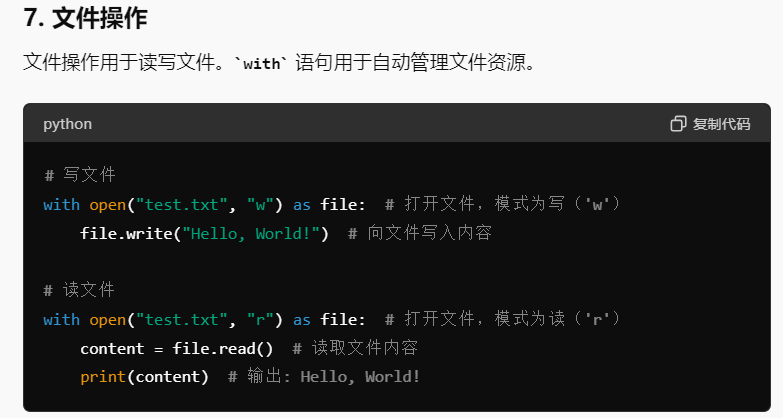 7. 文件操作
文件操作用于读写文件。`with` 语句用于自动管理文件资源。
python 复制代码
# 写文件
with open("test.txt", "w") as file:  # 打开文件，模式为写（'w'）
    file.write("Hello, World!")  # 向文件写入内容
# 读文件
with open("test.txt", "r") as file:  # 打开文件，模式为读（'r'）
    content = file.read()  # 读取文件内容
    print(content)  # 输出: Hello, World!